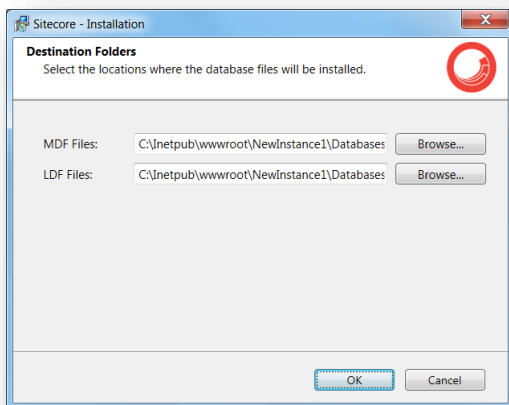 Sitecore - Installation
Destination Folders
Select the locations where the database files will be installed.
MDF Files: C:\Inetpub\wwwroot\NewInstance1\Databases Browse...
LDF Files: C:\Inetpub\wwwroot\NewInstance1\Databases Browse...
OK Cancel